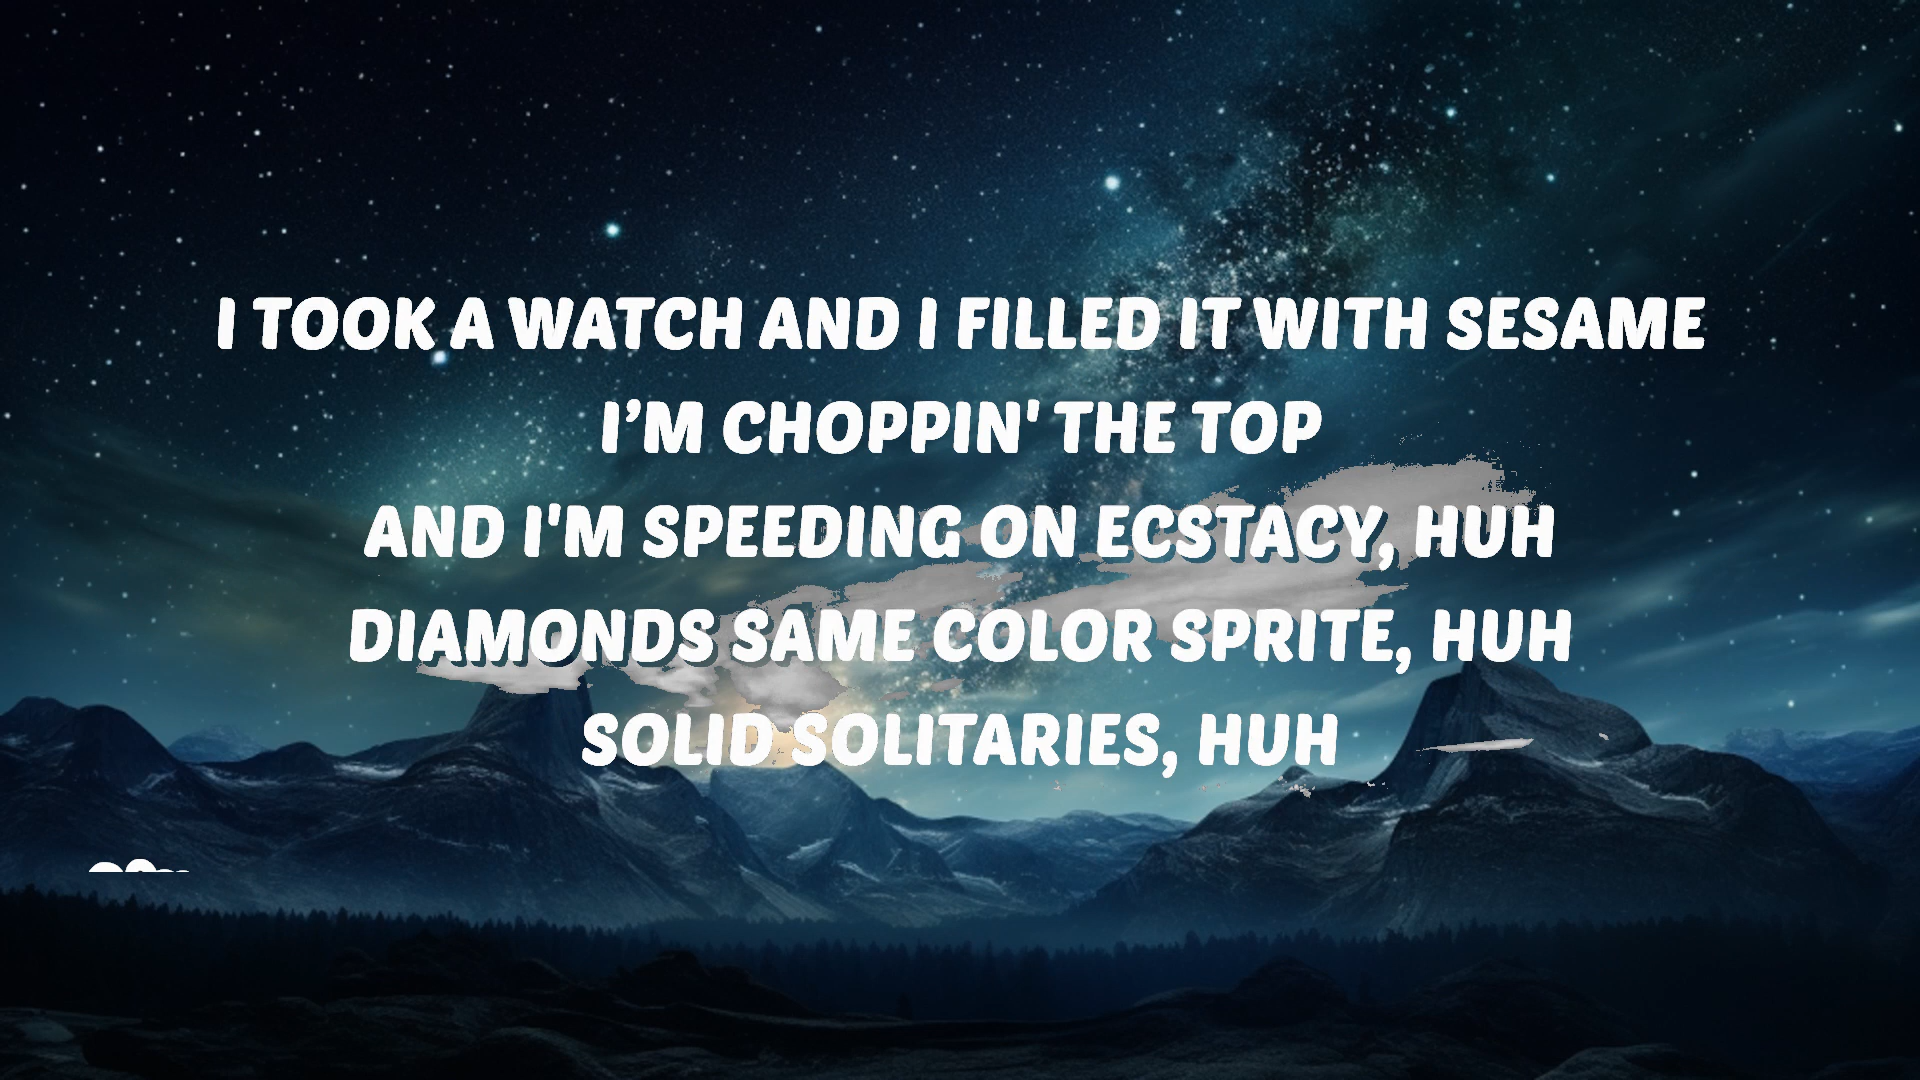 I TOOK A WATCH AND I FILLED IT WITH SESAME
I’M CHOPPIN' THE TOP
AND I'M SPEEDING ON ECSTACY, HUH
DIAMONDS SAME COLOR SPRITE, HUH
SOLID SOLITARIES, HUH